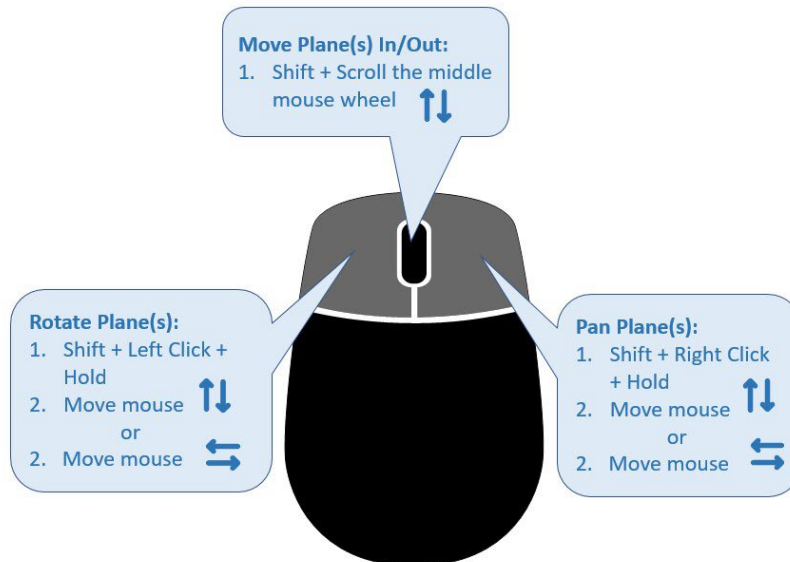 Move Plane(s) In/Out:
1. Shift + Scroll the middle
mouse wheel
Rotate Plane(s):
1. Shift + Left Click +
Hold
2. Move mouse
or
2. Move mouse
Pan Plane(s):
1. Shift + Right Click
+ Hold
2. Move mouse
or
2. Move mouse